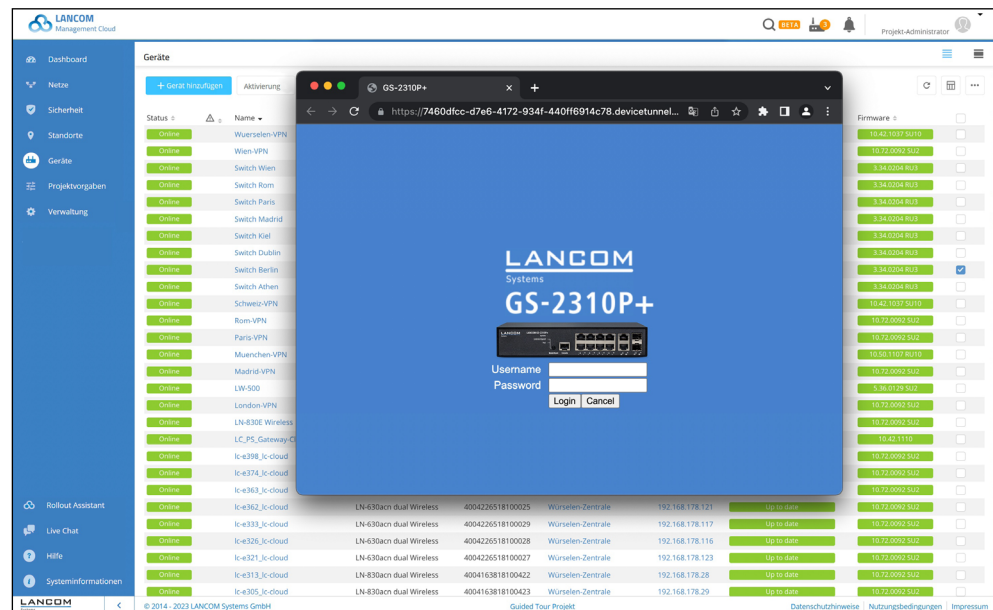 LANCOM
Management Cloud
BETA
3
Projekt-Administrator
Dashboard
Netze
Sicherheit
Standorte
Geräte
Projektvorgaben
Verwaltung
Rollout Assistant
Live Chat
Hilfe
Systeminformationen
LANCOM
Geräte
+ Gerät hinzufügen
Aktivierung
Status
Name
Firmware
Online Wuerselen-VPN 10.42.1037 SU10
Online Wien-VPN 10.72.0092 SU2
Online Switch Wien 3.34.0204 RU3
Online Switch Rom 3.34.0204 RU3
Online Switch Paris 3.34.0204 RU3
Online Switch Madrid 3.34.0204 RU3
Online Switch Kiel 3.34.0204 RU3
Online Switch Dublin 3.34.0204 RU3
Online Switch Berlin 3.34.0204 RU3
Online Switch Athen 3.34.0204 RU3
Online Schweiz-VPN 10.42.1037 SU10
Online Rom-VPN 10.72.0092 SU2
Online Paris-VPN 10.72.0092 SU2
Online Muenchen-VPN 10.50.1107 RU10
Online Madrid-VPN 10.72.0092 SU2
Online LW-500 5.36.0129 SU2
Online London-VPN 10.72.0092 SU2
Online LN-830E Wireless 10.72.0092 SU2
Online LC_PS_Gateway-Cl 10.42.1110
Online lc-e398_lc-cloud 10.72.0092 SU2
Online lc-e374_lc-cloud 10.72.0092 SU2
Online lc-e363_lc-cloud 10.72.0092 SU2
Online lc-e362_lc-cloud LN-630acn dual Wireless 4004226518100025 Würselen-Zentrale 192.168.178.121 Up to date 10.72.0092 SU2
Online lc-e333_lc-cloud LN-630acn dual Wireless 4004226518100029 Würselen-Zentrale 192.168.178.117 Up to date 10.72.0092 SU2
Online lc-e326_lc-cloud LN-630acn dual Wireless 4004226518100028 Würselen-Zentrale 192.168.178.116 Up to date 10.72.0092 SU2
Online lc-e321_lc-cloud LN-630acn dual Wireless 4004226518100027 Würselen-Zentrale 192.168.178.123 Up to date 10.72.0092 SU2
Online lc-e313_lc-cloud LN-830acn dual Wireless 4004163818100422 Würselen-Zentrale 192.168.178.28 Up to date 10.72.0092 SU2
Online lc-e305_lc-cloud LN-830acn dual Wireless 4004163818100423 Würselen-Zentrale 192.168.178.29 Up to date 10.72.0092 SU2
GS-2310P+
https://7460dfcc-d7e6-4172-934f-440ff6914c78.devicetunnel...
LANCOM
Systems
GS-2310P+
LANCOM
Username
Password
Login Cancel
© 2014 - 2023 LANCOM Systems GmbH
Guided Tour Projekt
Datenschutzhinweise | Nutzungsbedingungen | Impressum